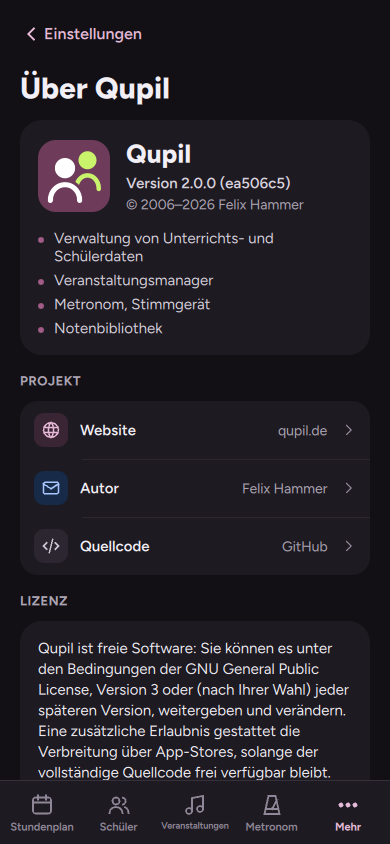 Einstellungen
Über Qupil
Qupil
Version 2.0.0 (ea506c5)
© 2006–2026 Felix Hammer
Verwaltung von Unterrichts- und
Schülerdaten
Veranstaltungsmanager
Metronom, Stimmgerät
Notenbibliothek
PROJEKT
Website qupil.de
Autor Felix Hammer
Quellcode GitHub
LIZENZ
Qupil ist freie Software: Sie können es unter
den Bedingungen der GNU General Public
License, Version 3 oder (nach Ihrer Wahl) jeder
späteren Version, weitergeben und verändern.
Eine zusätzliche Erlaubnis gestattet die
Verbreitung über App-Stores, solange der
vollständige Quellcode frei verfügbar bleibt.
Stundenplan Schüler Veranstaltungen Metronom Mehr